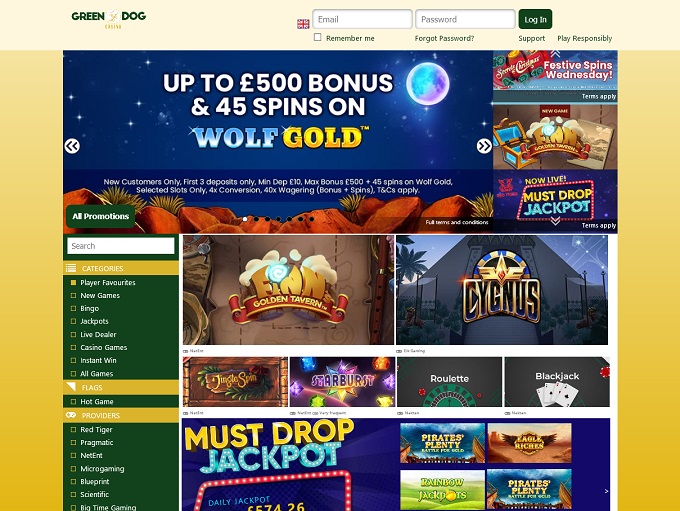 GREEN DOG
CASINO
Email
Password
Log In
Remember me
Forgot Password?
Support
Play Responsibly
UP TO £500 BONUS
& 45 SPINS ON
WOLF GOLD™
New Customers Only, First 3 deposits only, Min Dep £10, Max Bonus £500 + 45 spins on Wolf Gold,
Selected Slots Only, 4x Conversion, 40x Wagering (Bonus + Spins), T&Cs apply.
All Promotions
Full terms and conditions
Secrets of Christmas
Festive Spins
Wednesday!
Terms apply
NEW GAME
FINN
GOLDEN TAVERN
NOW LIVE!
MUST DROP
JACKPOT
Terms apply
Search
CATEGORIES
Player Favourites
New Games
Bingo
Jackpots
Live Dealer
Casino Games
Instant Win
All Games
FLAGS
Hot Game
PROVIDERS
Red Tiger
Pragmatic
NetEnt
Microgaming
Blueprint
Scientific
Big Time Gaming
FINN
GOLDEN TAVERN™
NetEnt
CYGNUS
Elk Gaming
Jingle Spin
NetEnt
STARBURST
NetEnt
Very Frequent
Roulette
Blackjack
MUST DROP
JACKPOT
DAILY JACKPOT
£574.26
PIRATES' PLENTY
BATTLE FOR GOLD
EAGLE
RICHES
RAINBOW
JACKPOTS
PIRATES' PLENTY
BATTLE FOR GOLD
>